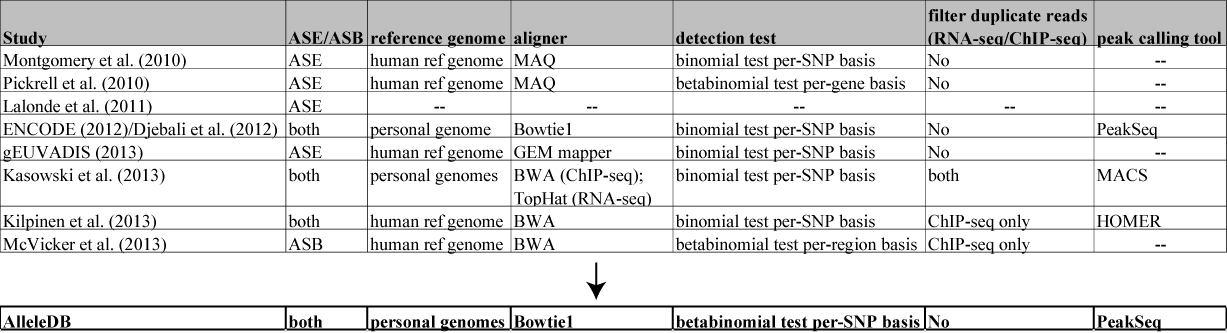 Study ASE/ASB reference genome aligner detection test filter duplicate reads (RNA-seq/ChIP-seq) peak calling tool
Montgomery et al. (2010) ASE human ref genome MAQ binomial test per-SNP basis No --
Pickrell et al. (2010) ASE human ref genome MAQ betabinomial test per-gene basis No --
Lalonde et al. (2011) ASE -- -- -- -- --
ENCODE (2012)/Djebali et al. (2012) both personal genome Bowtie1 binomial test per-SNP basis No PeakSeq
gEUVADIS (2013) ASE human ref genome GEM mapper binomial test per-SNP basis No --
Kasowski et al. (2013) both personal genomes BWA (ChIP-seq); TopHat (RNA-seq) binomial test per-SNP basis both MACS
Kilpinen et al. (2013) both human ref genome BWA binomial test per-SNP basis ChIP-seq only HOMER
McVicker et al. (2013) ASB human ref genome BWA betabinomial test per-region basis ChIP-seq only --
AlleleDB both personal genomes Bowtie1 betabinomial test per-SNP basis No PeakSeq